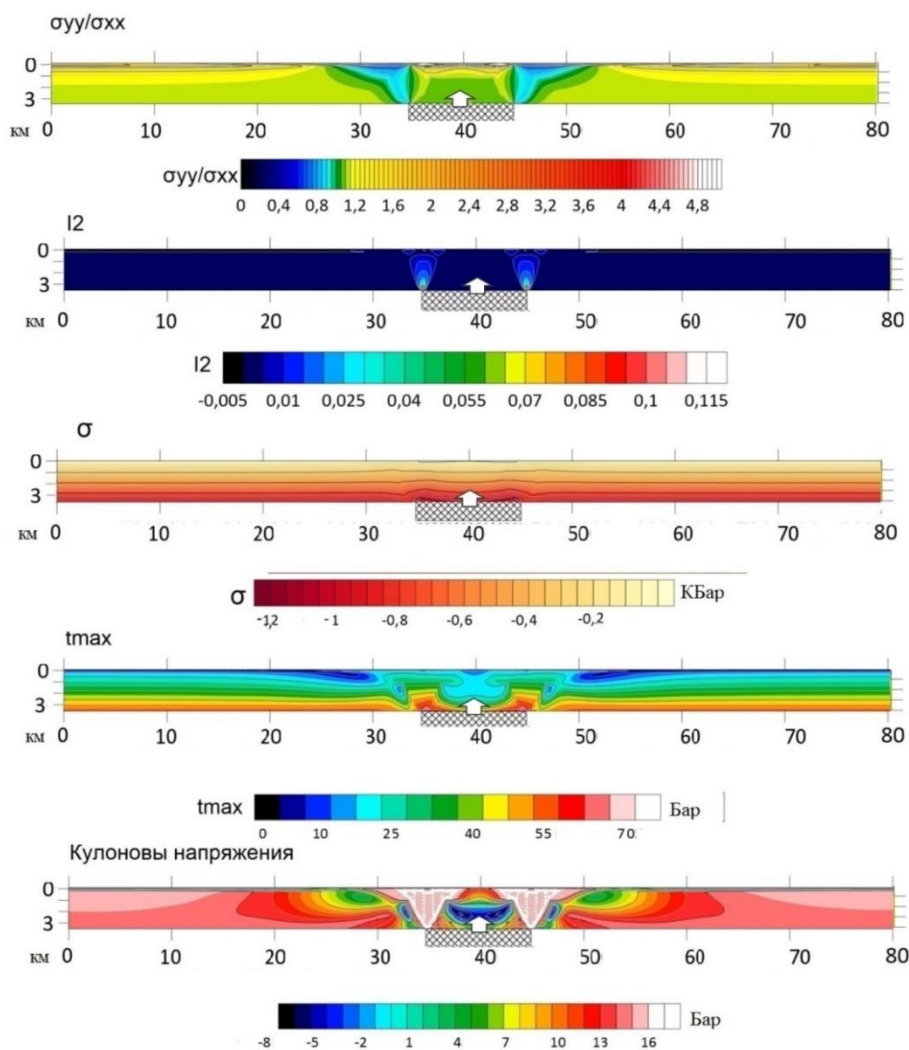 σyy/σxx
0
3
км 0 10 20 30 40 50 60 70 80
σyy/σxx
0 0,4 0,8 1,2 1,6 2 2,4 2,8 3,2 3,6 4 4,4 4,8
I2
0
3
км 0 10 20 30 40 50 60 70 80
I2
-0,005 0,01 0,025 0,04 0,055 0,07 0,085 0,1 0,115
σ
0
3
км 0 10 20 30 40 50 60 70 80
σ КБар
-1,2 -1 -0,8 -0,6 -0,4 -0,2
tmax
0
3
км 0 10 20 30 40 50 60 70 80
tmax Бар
0 10 25 40 55 70
Кулоновы напряжения
0
3
км 0 10 20 30 40 50 60 70 80
Бар
-8 -5 -2 1 4 7 10 13 16